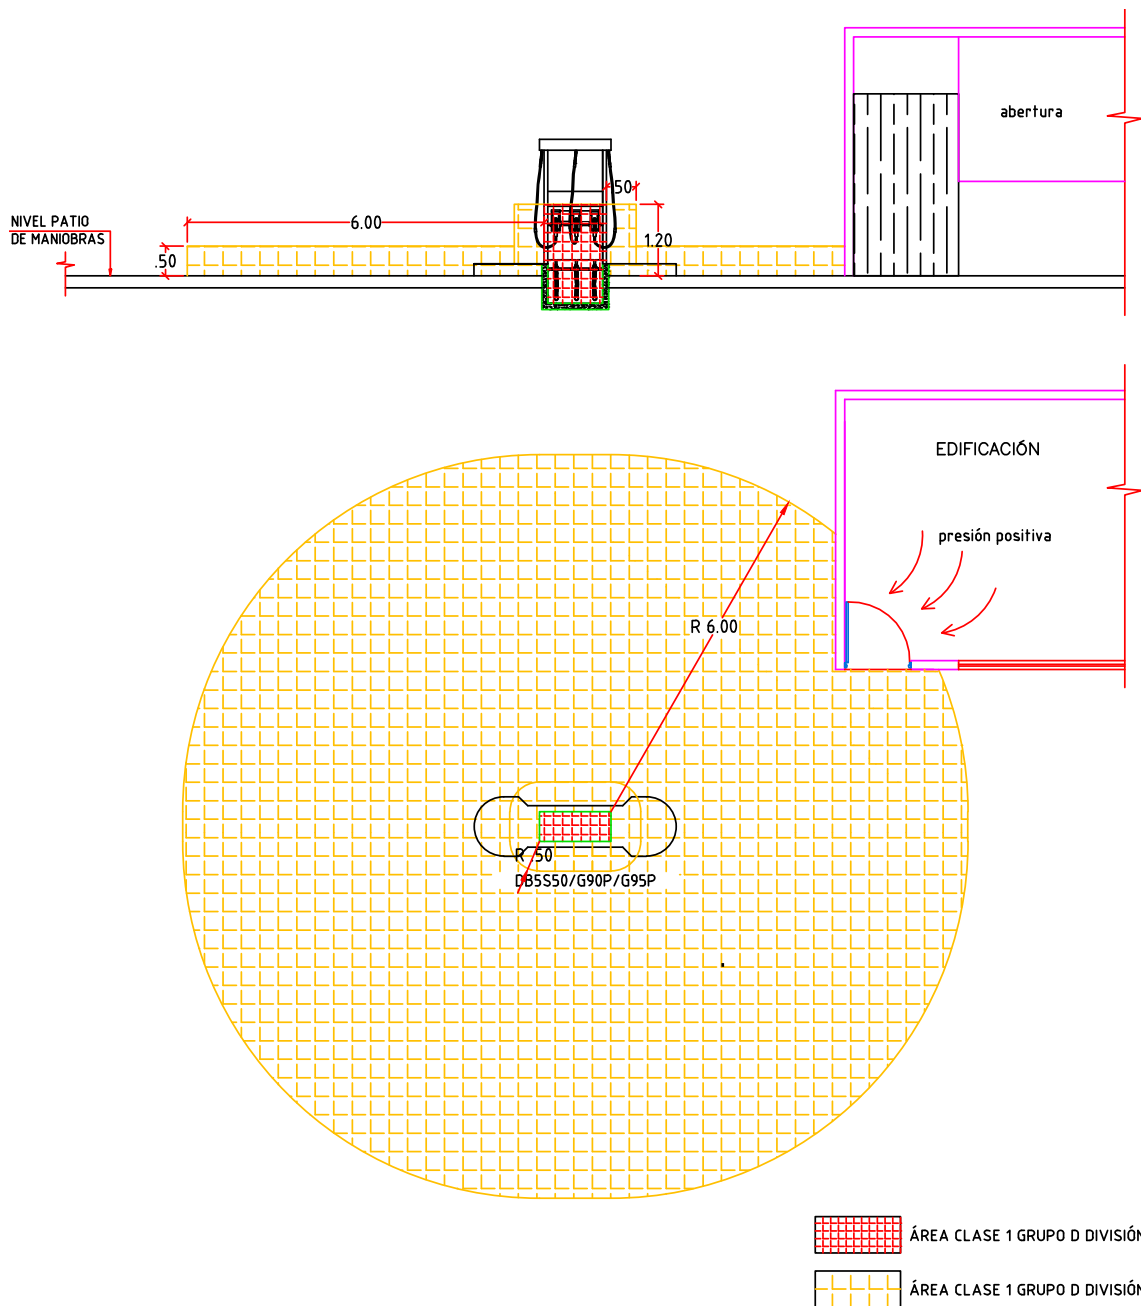 abertura
.50
NIVEL PATIO
DE MANIOBRAS
6.00
1.20
.50
EDIFICACIÓN
presión positiva
R 6.00
R .50
DB5S50/G90P/G95P
ÁREA CLASE 1 GRUPO D DIVISIÓN
ÁREA CLASE 1 GRUPO D DIVISIÓN